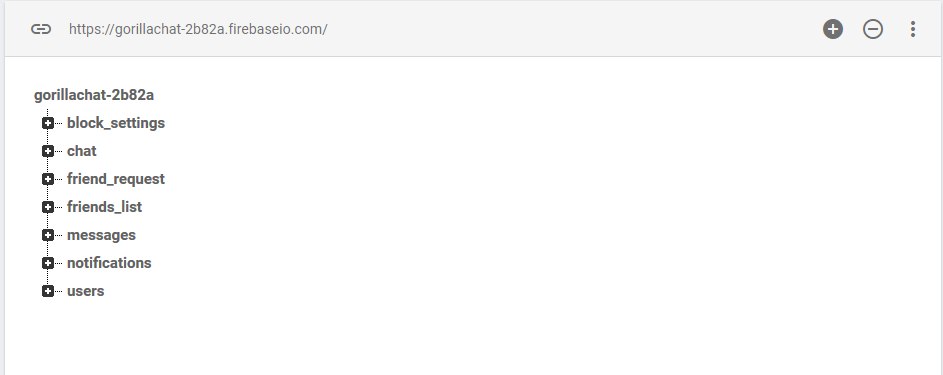 https://gorillachat-2b82a.firebaseio.com/
gorillachat-2b82a
block_settings
chat
friend_request
friends_list
messages
notifications
users